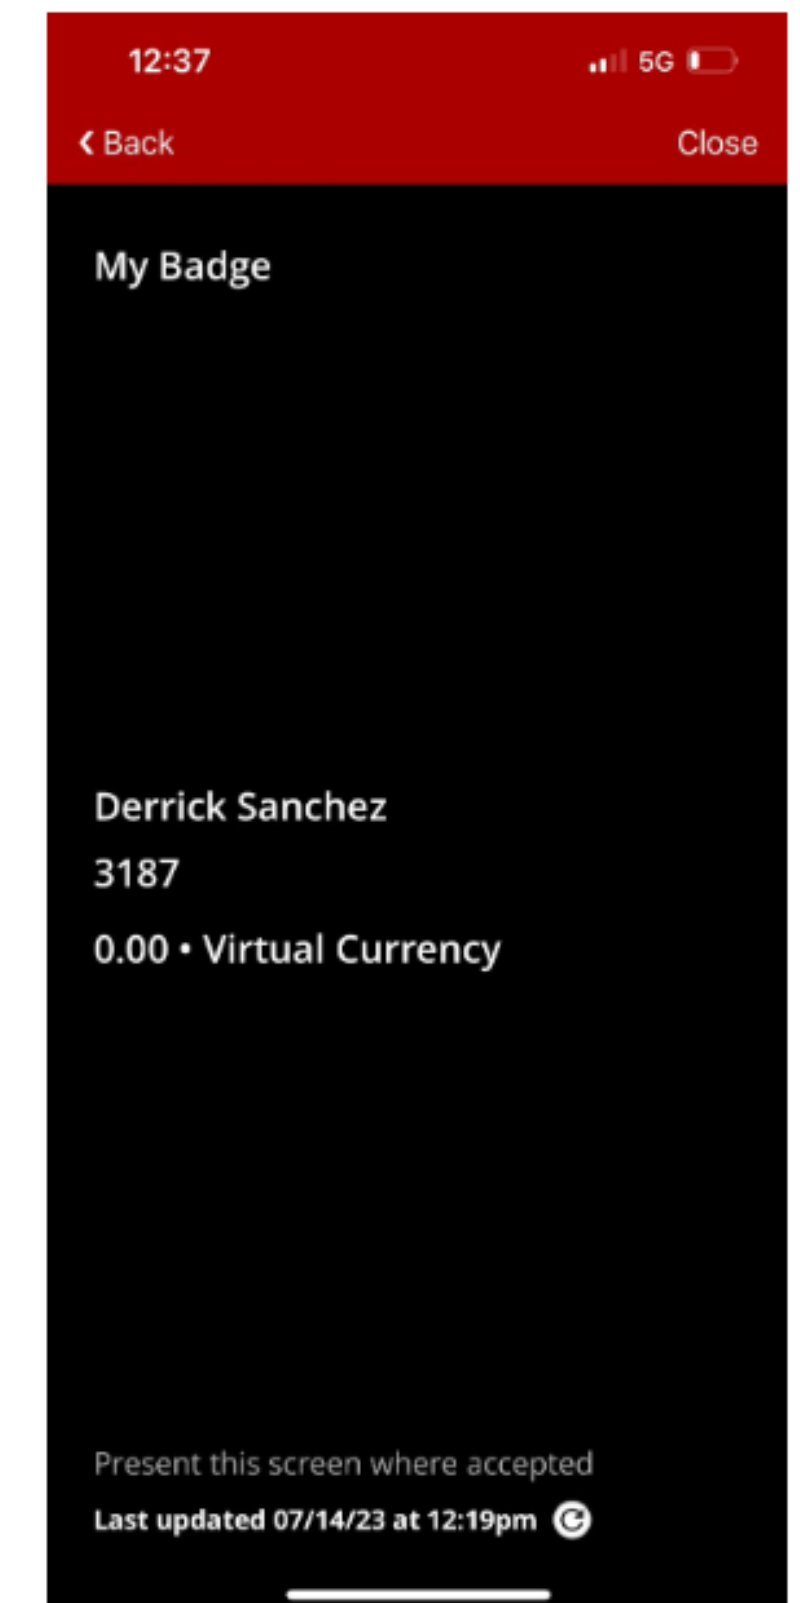 12:37 5G
Back Close
My Badge
Derrick Sanchez
3187
0.00 • Virtual Currency
Present this screen where accepted
Last updated 07/14/23 at 12:19pm